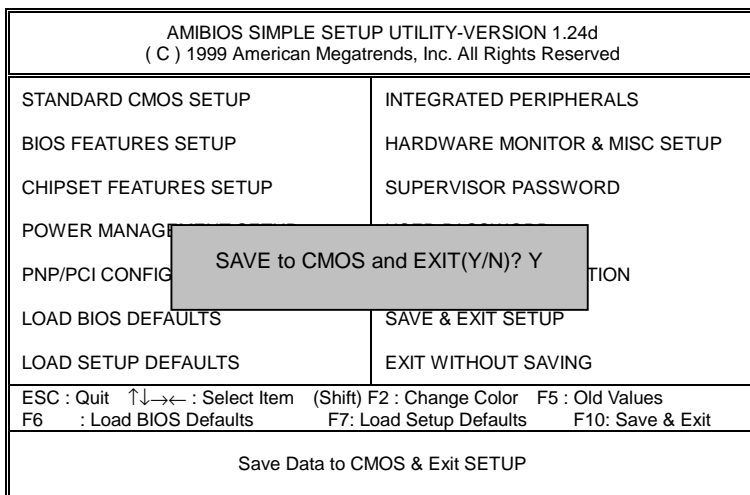 AMIBIOS SIMPLE SETUP UTILITY-VERSION 1.24d
( C ) 1999 American Megatrends, Inc. All Rights Reserved
STANDARD CMOS SETUP
BIOS FEATURES SETUP
CHIPSET FEATURES SETUP
POWER
PNP/PCI
LOAD BIOS DEFAULTS
LOAD SETUP DEFAULTS
INTEGRATED PERIPHERALS
HARDWARE MONITOR & MISC SETUP
SUPERVISOR PASSWORD
SAVE & EXIT SETUP
EXIT WITHOUT SAVING
SAVE to CMOS and EXIT(Y/N)? Y
ESC : Quit ↑↓→← : Select Item (Shift) F2 : Change Color F5 : Old Values
F6 : Load BIOS Defaults F7: Load Setup Defaults F10: Save & Exit
Save Data to CMOS & Exit SETUP